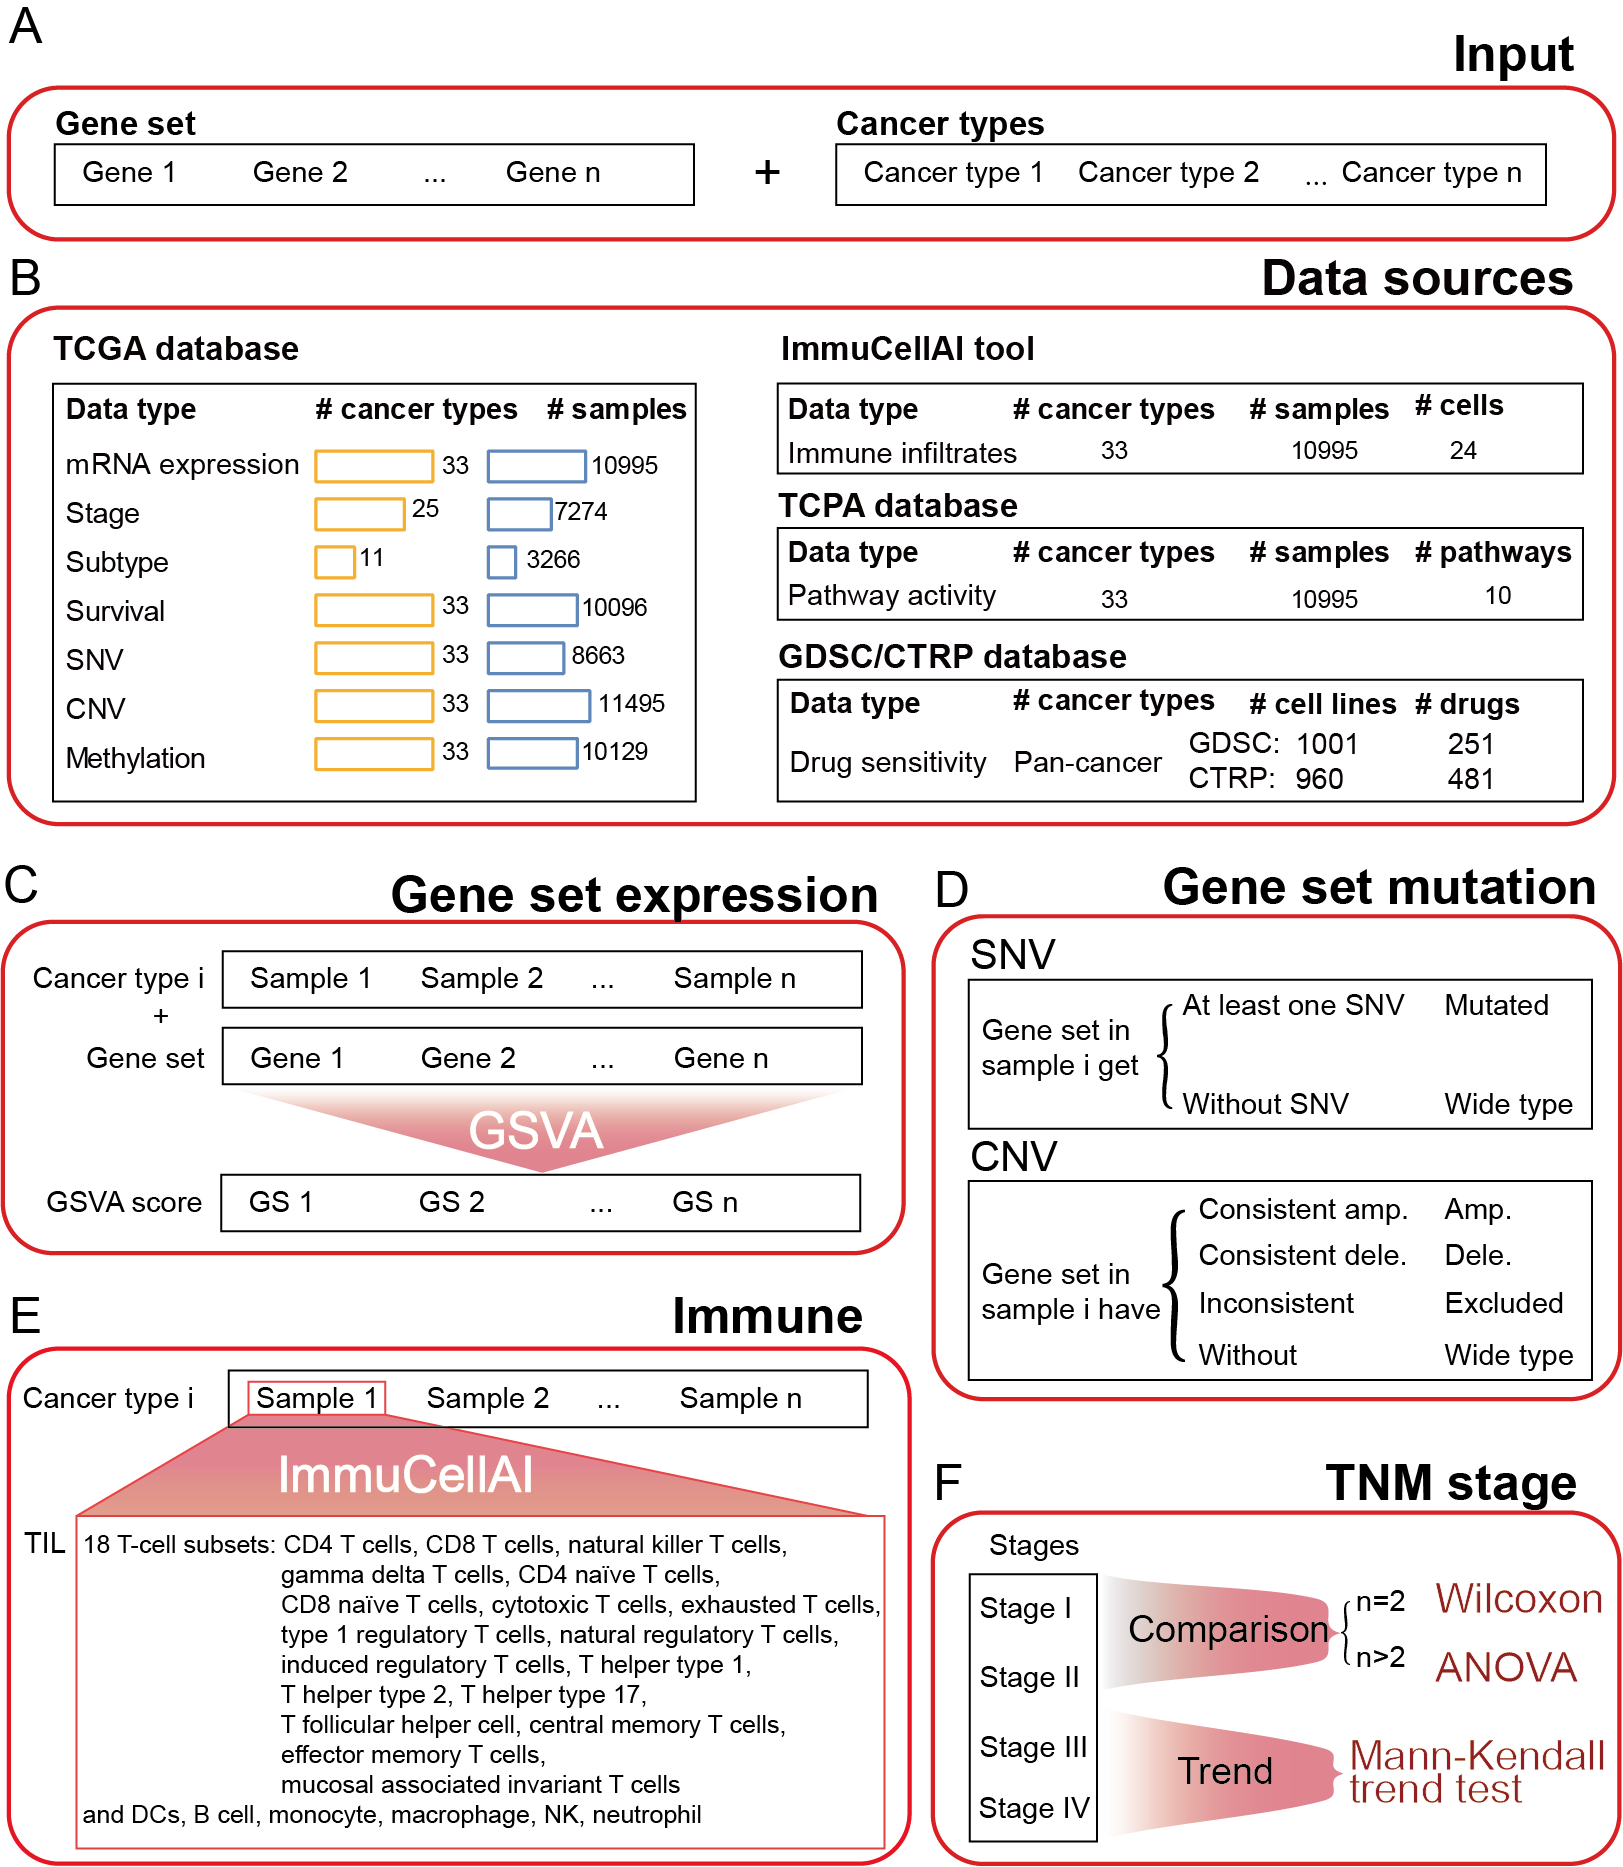 A
Input
Gene set
Gene 1 Gene 2 ... Gene n
+
Cancer types
Cancer type 1 Cancer type 2 ... Cancer type n
B
Data sources
TCGA database
Data type # cancer types # samples
mRNA expression 33 10995
Stage 25 7274
Subtype 11 3266
Survival 33 10096
SNV 33 8663
CNV 33 11495
Methylation 33 10129
ImmuCellAI tool
Data type # cancer types # samples # cells
Immune infiltrates 33 10995 24
TCPA database
Data type # cancer types # samples # pathways
Pathway activity 33 10995 10
GDSC/CTRP database
Data type # cancer types # cell lines # drugs
Drug sensitivity Pan-cancer
GDSC: 1001 251
CTRP: 960 481
C
Gene set expression
Cancer type i Sample 1 Sample 2 ... Sample n
+
Gene set Gene 1 Gene 2 ... Gene n
GSVA
GSVA score GS 1 GS 2 ... GS n
D
Gene set mutation
SNV
Gene set in
sample i get
At least one SNV Mutated
Without SNV Wide type
CNV
Gene set in
sample i have
Consistent amp. Amp.
Consistent dele. Dele.
Inconsistent Excluded
Without Wide type
E
Immune
Cancer type i Sample 1 Sample 2 ... Sample n
ImmuCellAI
TIL 18 T-cell subsets: CD4 T cells, CD8 T cells, natural killer T cells,
gamma delta T cells, CD4 naïve T cells,
CD8 naïve T cells, cytotoxic T cells, exhausted T cells,
type 1 regulatory T cells, natural regulatory T cells,
induced regulatory T cells, T helper type 1,
T helper type 2, T helper type 17,
T follicular helper cell, central memory T cells,
effector memory T cells,
mucosal associated invariant T cells
and DCs, B cell, monocyte, macrophage, NK, neutrophil
F
TNM stage
Stages
Stage I
Stage II
Stage III
Stage IV
Comparison
n=2 Wilcoxon
n>2 ANOVA
Trend
Mann-Kendall
trend test